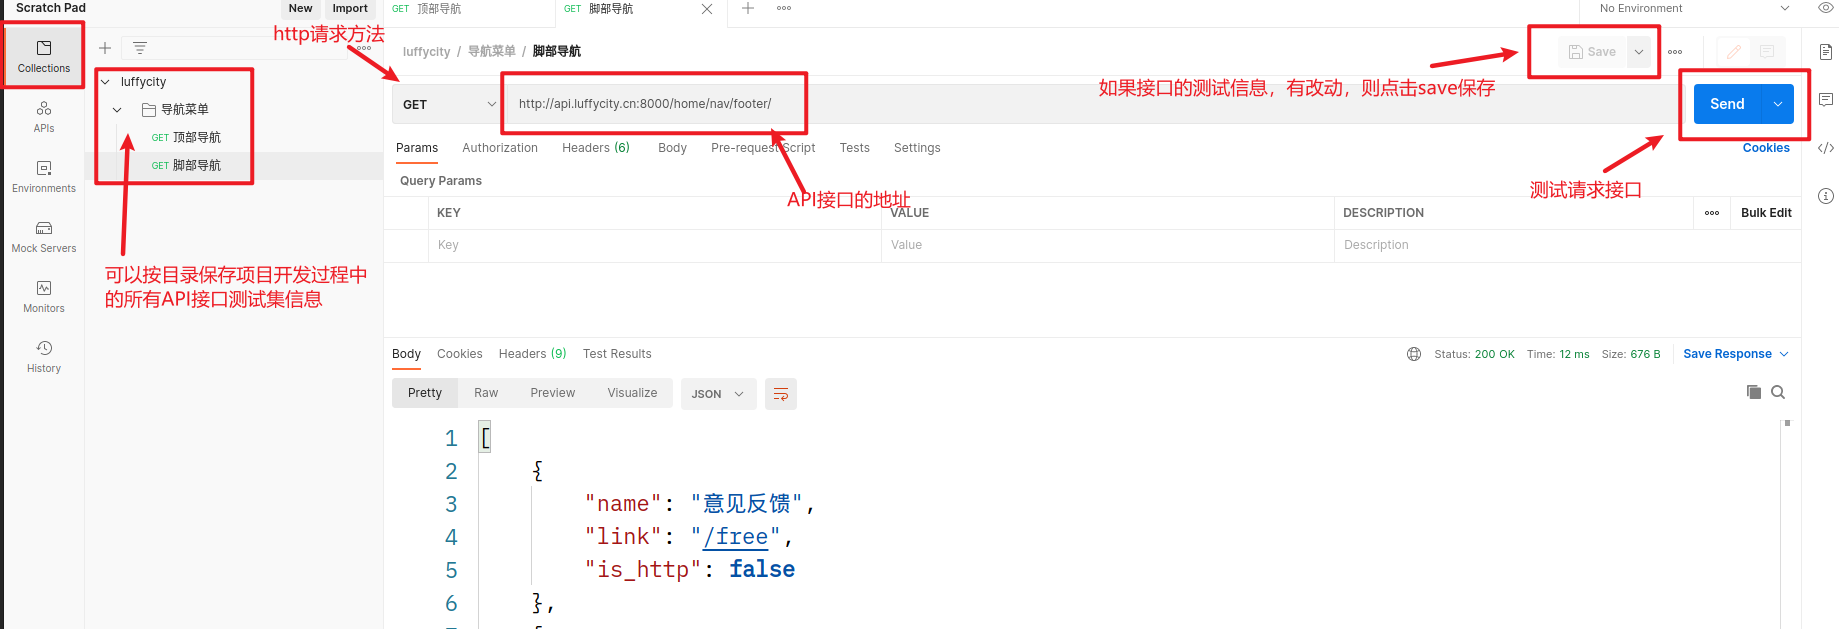 Scratch Pad
New
Import
GET 顶部导航
GET 脚部导航
No Environment
http请求方法
luffycity / 导航菜单 / 脚部导航
Save
如果接口的测试信息，有改动，则点击save保存
Collections
APIs
Environments
Mock Servers
Monitors
History
luffycity
导航菜单
GET 顶部导航
GET 脚部导航
可以按目录保存项目开发过程中
的所有API接口测试集信息
GET
http://api.luffycity.cn:8000/home/nav/footer/
Send
Params
Authorization
Headers (6)
Body
Pre-request Script
Tests
Settings
Cookies
Query Params
API接口的地址
测试请求接口
KEY
VALUE
DESCRIPTION
Bulk Edit
Key
Value
Description
Body
Cookies
Headers (9)
Test Results
Status: 200 OK
Time: 12 ms
Size: 676 B
Save Response
Pretty
Raw
Preview
Visualize
JSON
1 [
2 {
3 "name": "意见反馈",
4 "link": "/free",
5 "is_http": false
6 },